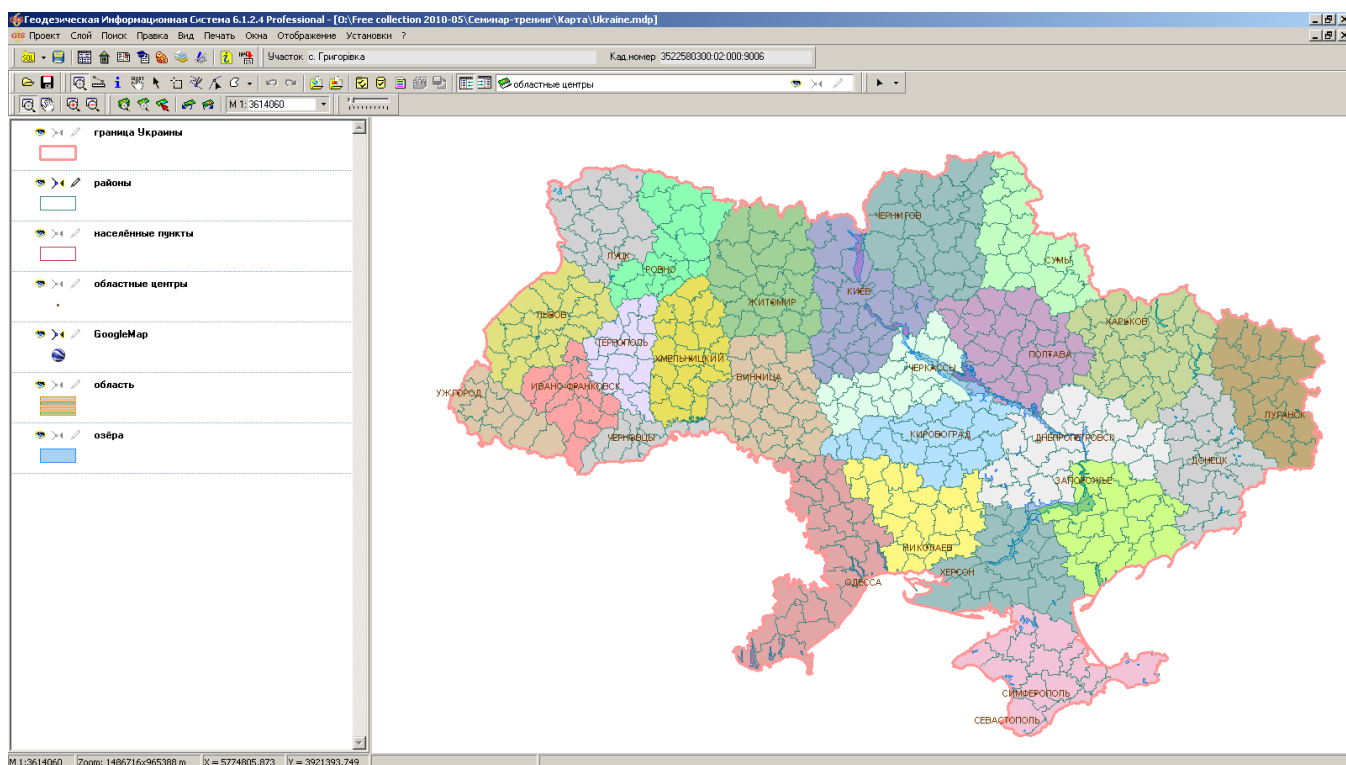 Геодезическая Информационная Система 6.1.2.4 Professional - [O:\Free collection 2010-05\Семинар-тренинг\Карта\Ukraine.mdp]
GIS Проект Слой Поиск Правка Вид Печать Окна Отображение Установки ?
SQL Участок с. Григорівка Кад.номер 3522580300:02:000:9006
областные центры
M 1: 3614060
граница Украины
районы
населённые пункты
областные центры
GoogleMap
область
озёра
ЧЕРНИГОВ
ЛУЦК
СУМЫ
РОВНО
КИЕВ
ЖИТОМИР
ЛЬВОВ
ХАРЬКОВ
ТЕРНОПОЛЬ
ХМЕЛЬНИЦКИЙ
ПОЛТАВА
ЧЕРКАССЫ
ВИННИЦА
ИВАНО-ФРАНКОВСК
УЖГОРОД
ЛУГАНСК
ЧЕРНОВЦЫ
КИРОВОГРАД
ДНЕПРОПЕТРОВСК
ДОНЕЦК
ЗАПОРОЖЬЕ
НИКОЛАЕВ
ХЕРСОН
ОДЕССА
СИМФЕРОПОЛЬ
СЕВАСТОПОЛЬ
M 1:3614060 Zoom: 1486716x965388 m X = 5774805.873 Y = 3921393.749